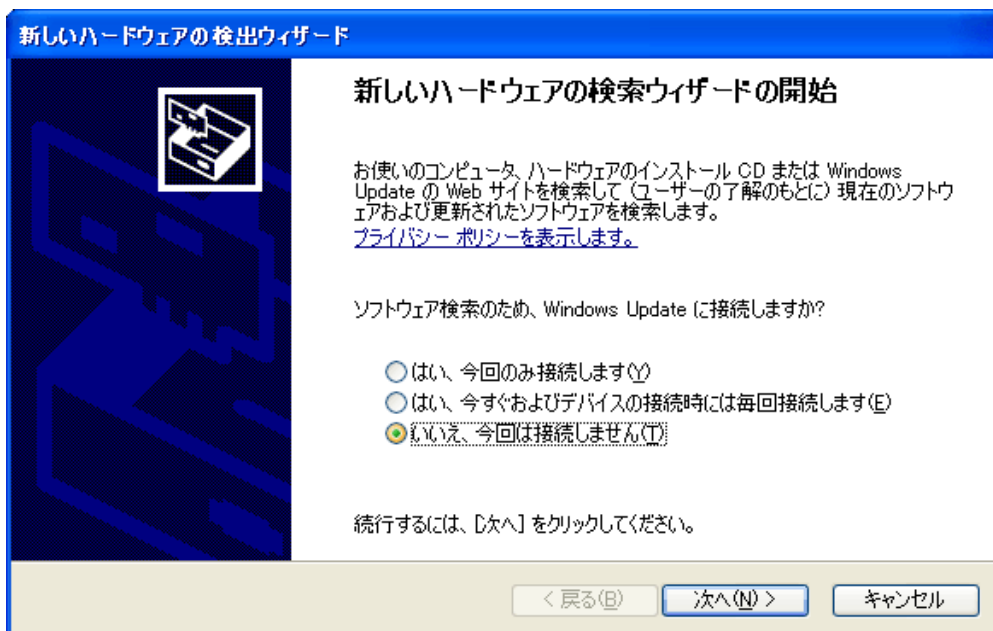 新しいハードウェアの検出ウィザード
新しいハードウェアの検索ウィザードの開始
お使いのコンピュータ、ハードウェアのインストール CD または Windows
Update の Web サイトを検索して (ユーザーの了解のもとに) 現在のソフトウ
ェアおよび更新されたソフトウェアを検索します。
プライバシー ポリシーを表示します。
ソフトウェア検索のため、Windows Update に接続しますか?
はい、今回のみ接続します(Y)
はい、今すぐおよびデバイスの接続時には毎回接続します(E)
いいえ、今回は接続しません(T)
続行するには、[次へ] をクリックしてください。
< 戻る(B) 次へ(N) > キャンセル